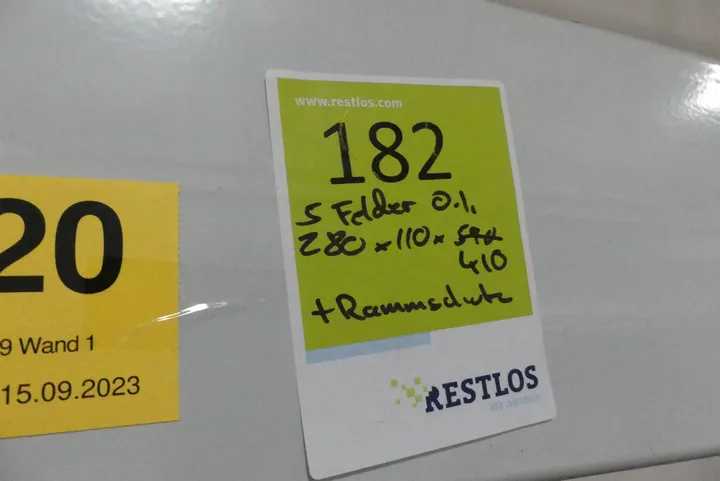 20
9 Wand 1
15.09.2023
www.restlos.com
182
5 Felder
280 x 110 x
410
+ Rammschutz
RESTLOS